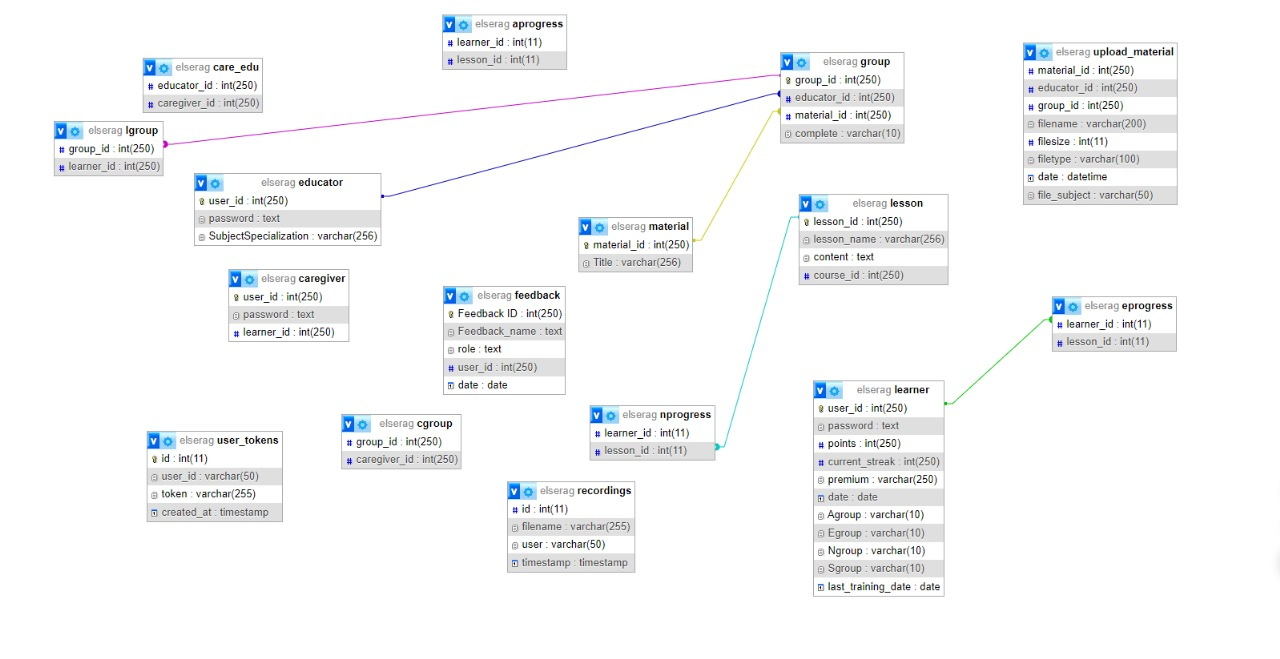 elserag aprogress
learner_id : int(11)
lesson_id : int(11)
elserag care_edu
educator_id : int(250)
caregiver_id : int(250)
elserag group
group_id : int(250)
educator_id : int(250)
material_id : int(250)
complete : varchar(10)
elserag upload_material
material_id : int(250)
educator_id : int(250)
group_id : int(250)
filename : varchar(200)
filesize : int(11)
filetype : varchar(100)
date : datetime
file_subject : varchar(50)
elserag lgroup
group_id : int(250)
learner_id : int(250)
elserag educator
user_id : int(250)
password : text
SubjectSpecialization : varchar(256)
elserag material
material_id : int(250)
Title : varchar(256)
elserag lesson
lesson_id : int(250)
lesson_name : varchar(256)
content : text
course_id : int(250)
elserag caregiver
user_id : int(250)
password : text
learner_id : int(250)
elserag feedback
Feedback ID : int(250)
Feedback_name : text
role : text
user_id : int(250)
date : date
elserag eprogress
learner_id : int(11)
lesson_id : int(11)
elserag learner
user_id : int(250)
password : text
points : int(250)
current_streak : int(250)
premium : varchar(250)
date : date
Agroup : varchar(10)
Egroup : varchar(10)
Ngroup : varchar(10)
Sgroup : varchar(10)
last_training_date : date
elserag nprogress
learner_id : int(11)
lesson_id : int(11)
elserag cgroup
group_id : int(250)
caregiver_id : int(250)
elserag user_tokens
id : int(11)
user_id : varchar(50)
token : varchar(255)
created_at : timestamp
elserag recordings
id : int(11)
filename : varchar(255)
user : varchar(50)
timestamp : timestamp